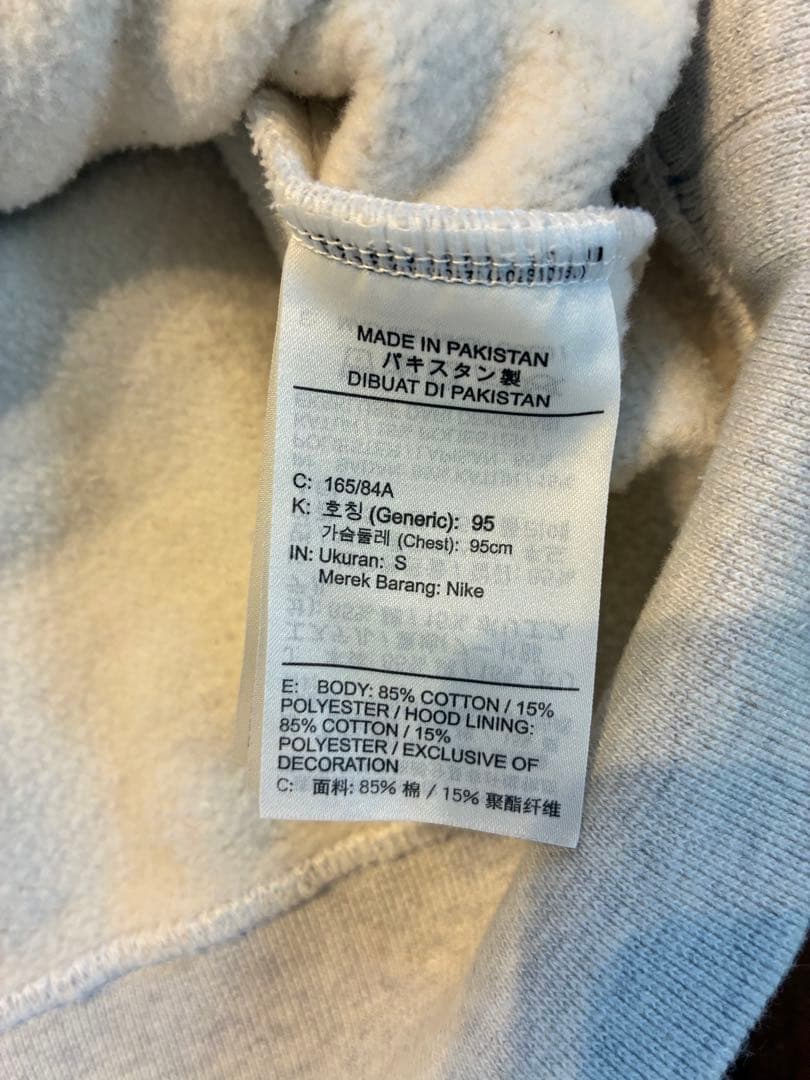 MADE IN PAKISTAN
パキスタン製
DIBUAT DI PAKISTAN
C: 165/84A
K: 호칭 (Generic): 95
가슴둘레 (Chest): 95cm
IN: Ukuran: S
Merek Barang: Nike
E: BODY: 85% COTTON / 15%
POLYESTER / HOOD LINING:
85% COTTON / 15%
POLYESTER / EXCLUSIVE OF
DECORATION
C: 面料: 85% 棉 / 15% 聚酯纤维